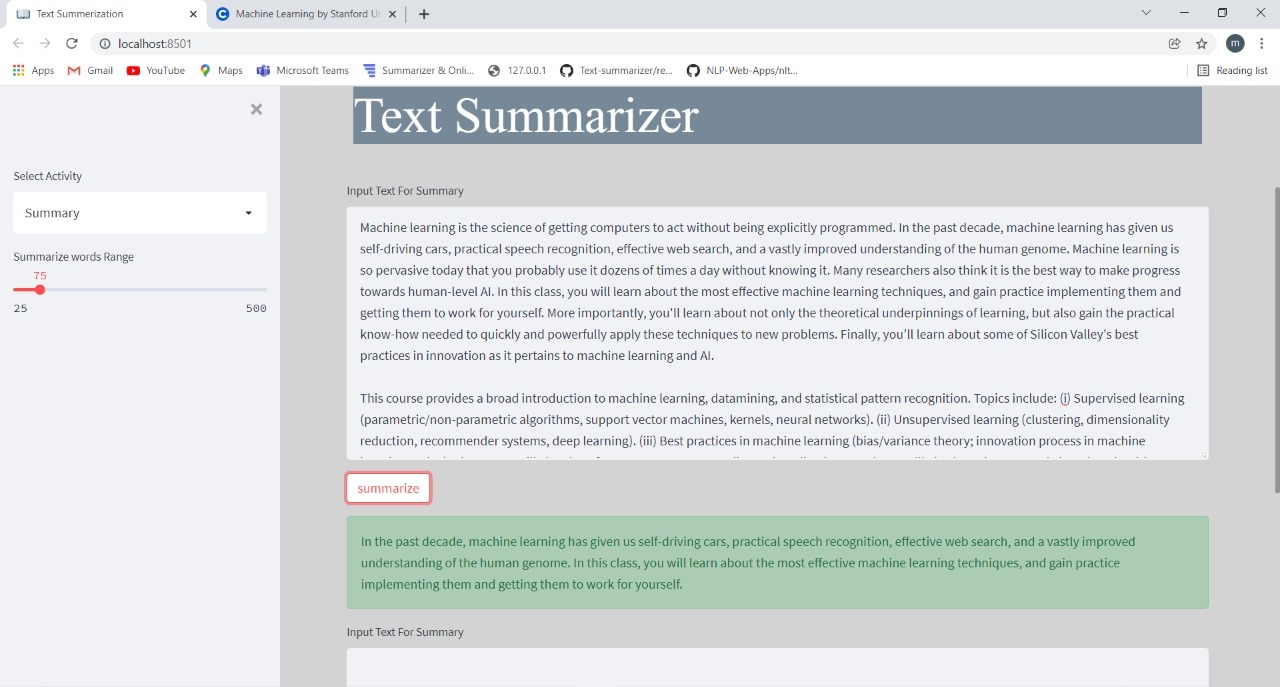 Text Summerization
Machine Learning by Stanford Un
localhost:8501
m
Apps
Gmail
YouTube
Maps
Microsoft Teams
Summarizer & Onli...
127.0.0.1
Text-summarizer/re...
NLP-Web-Apps/nlt...
Reading list
Select Activity
Summary
Summarize words Range
75
25
500
Text Summarizer
Input Text For Summary
Machine learning is the science of getting computers to act without being explicitly programmed. In the past decade, machine learning has given us
self-driving cars, practical speech recognition, effective web search, and a vastly improved understanding of the human genome. Machine learning is
so pervasive today that you probably use it dozens of times a day without knowing it. Many researchers also think it is the best way to make progress
towards human-level AI. In this class, you will learn about the most effective machine learning techniques, and gain practice implementing them and
getting them to work for yourself. More importantly, you'll learn about not only the theoretical underpinnings of learning, but also gain the practical
know-how needed to quickly and powerfully apply these techniques to new problems. Finally, you'll learn about some of Silicon Valley's best
practices in innovation as it pertains to machine learning and AI.
This course provides a broad introduction to machine learning, datamining, and statistical pattern recognition. Topics include: (i) Supervised learning
(parametric/non-parametric algorithms, support vector machines, kernels, neural networks). (ii) Unsupervised learning (clustering, dimensionality
reduction, recommender systems, deep learning). (iii) Best practices in machine learning (bias/variance theory; innovation process in machine
summarize
In the past decade, machine learning has given us self-driving cars, practical speech recognition, effective web search, and a vastly improved
understanding of the human genome. In this class, you will learn about the most effective machine learning techniques, and gain practice
implementing them and getting them to work for yourself.
Input Text For Summary